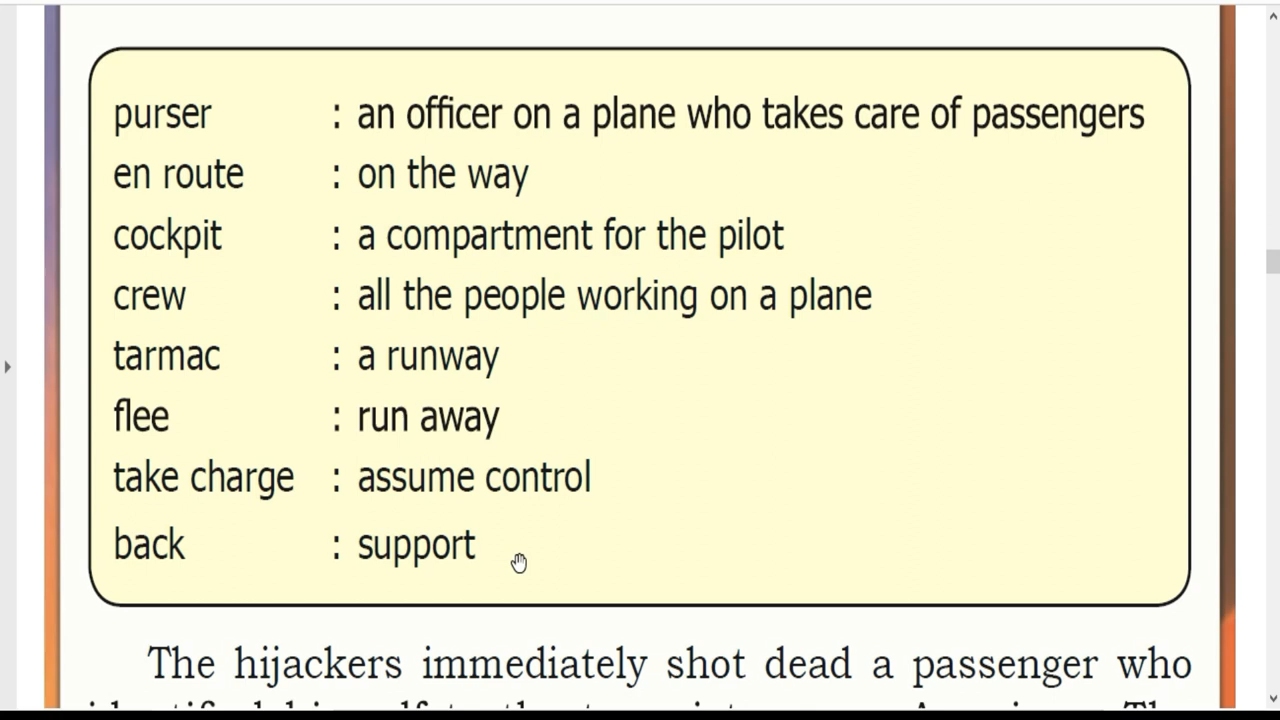 purser : an officer on a plane who takes care of passengers
en route : on the way
cockpit : a compartment for the pilot
crew : all the people working on a plane
tarmac : a runway
flee : run away
take charge : assume control
back : support
The hijackers immediately shot dead a passenger who